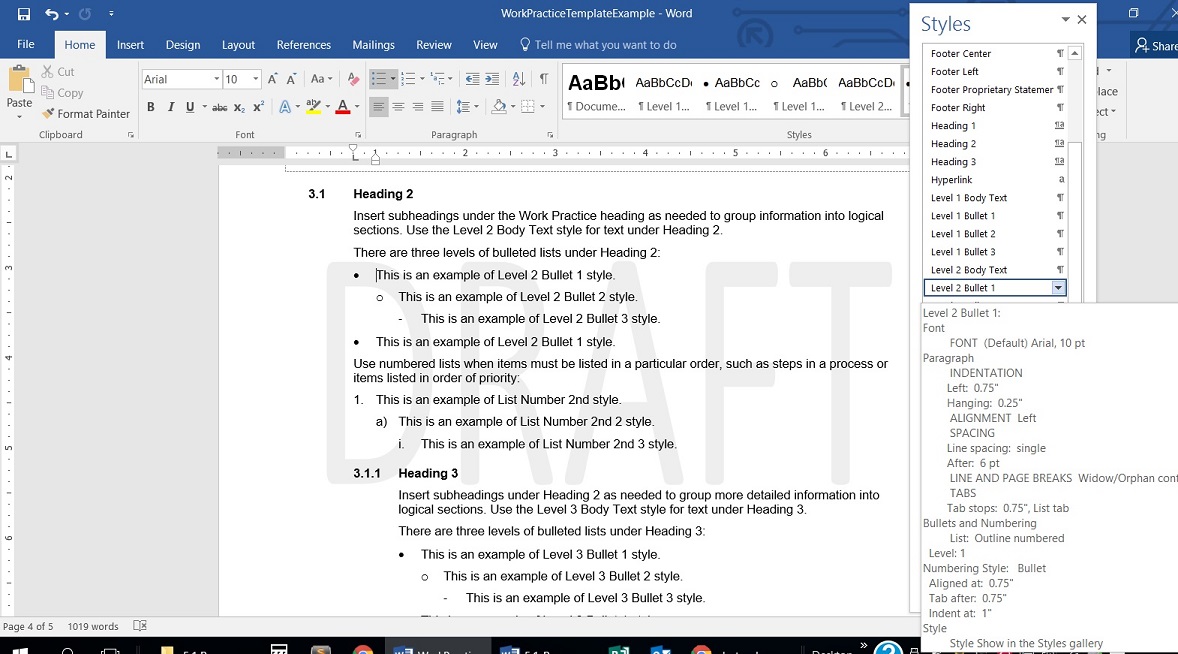 WorkPracticeTemplateExample - Word
Styles
File Home Insert Design Layout References Mailings Review View Tell me what you want to do Share
Paste
Cut
Copy
Format Painter
Arial 10
Aa
B I U abc x₂ x² A aby A
AaBb( AaBbCcDı AaBbCc AaBb( AaBbCcDı
¶ Docume... ¶ Level 1... ¶ Level 1... ¶ Level 1... ¶ Level 2...
Clipboard Font Paragraph Styles
Footer Center
Footer Left
Footer Proprietary Statemer
Footer Right
Heading 1
Heading 2
Heading 3
Hyperlink a
Level 1 Body Text
Level 1 Bullet 1
Level 1 Bullet 2
Level 1 Bullet 3
Level 2 Body Text
Level 2 Bullet 1
1 2 3 4 5 6
2
3
4
5
6
DRAFT
3.1 Heading 2
Insert subheadings under the Work Practice heading as needed to group information into logical
sections. Use the Level 2 Body Text style for text under Heading 2.
There are three levels of bulleted lists under Heading 2:
• This is an example of Level 2 Bullet 1 style.
o This is an example of Level 2 Bullet 2 style.
- This is an example of Level 2 Bullet 3 style.
• This is an example of Level 2 Bullet 1 style.
Use numbered lists when items must be listed in a particular order, such as steps in a process or
items listed in order of priority:
1. This is an example of List Number 2nd style.
a) This is an example of List Number 2nd 2 style.
i. This is an example of List Number 2nd 3 style.
3.1.1 Heading 3
Insert subheadings under Heading 2 as needed to group more detailed information into
logical sections. Use the Level 3 Body Text style for text under Heading 3.
There are three levels of bulleted lists under Heading 3:
• This is an example of Level 3 Bullet 1 style.
o This is an example of Level 3 Bullet 2 style.
- This is an example of Level 3 Bullet 3 style.
Level 2 Bullet 1:
Font
FONT (Default) Arial, 10 pt
Paragraph
INDENTATION
Left: 0.75"
Hanging: 0.25"
ALIGNMENT Left
SPACING
Line spacing: single
After: 6 pt
LINE AND PAGE BREAKS Widow/Orphan cont
TABS
Tab stops: 0.75", List tab
Bullets and Numbering
List: Outline numbered
Level: 1
Numbering Style: Bullet
Aligned at: 0.75"
Tab after: 0.75"
Indent at: 1"
Style
Style Show in the Styles gallery
Page 4 of 5 1019 words